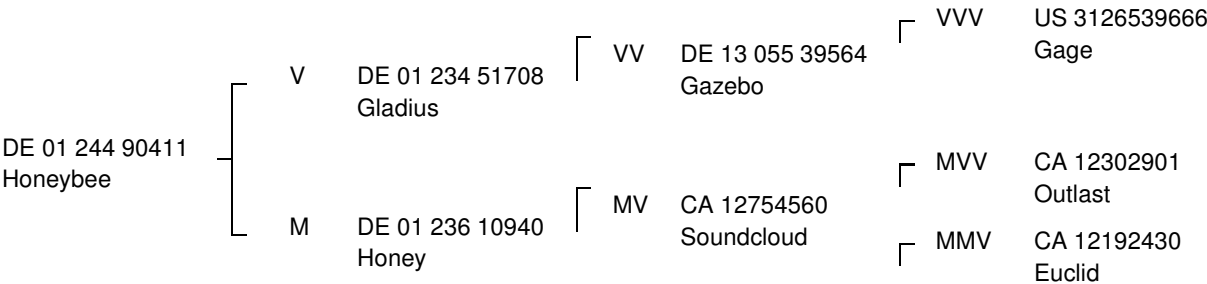 DE 01 244 90411
Honeybee
V DE 01 234 51708
Gladius
M DE 01 236 10940
Honey
VV DE 13 055 39564
Gazebo
MV CA 12754560
Soundcloud
VVV US 3126539666
Gage
MVV CA 12302901
Outlast
MMV CA 12192430
Euclid